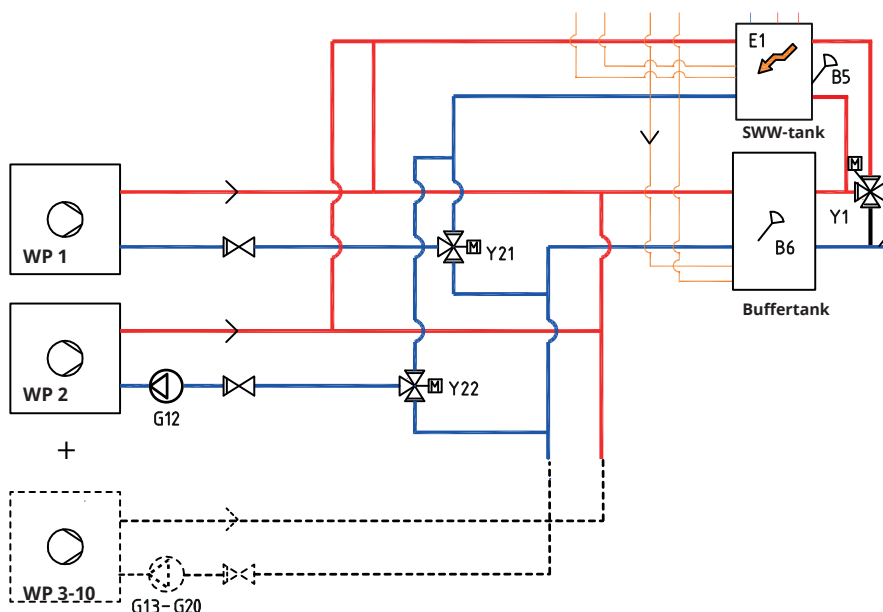 E1
B5
SWW-tank
M
Y1
WP 1
M
Y21
B6
Buffertank
WP 2
G12
M
Y22
+
WP 3-10
G13-G20